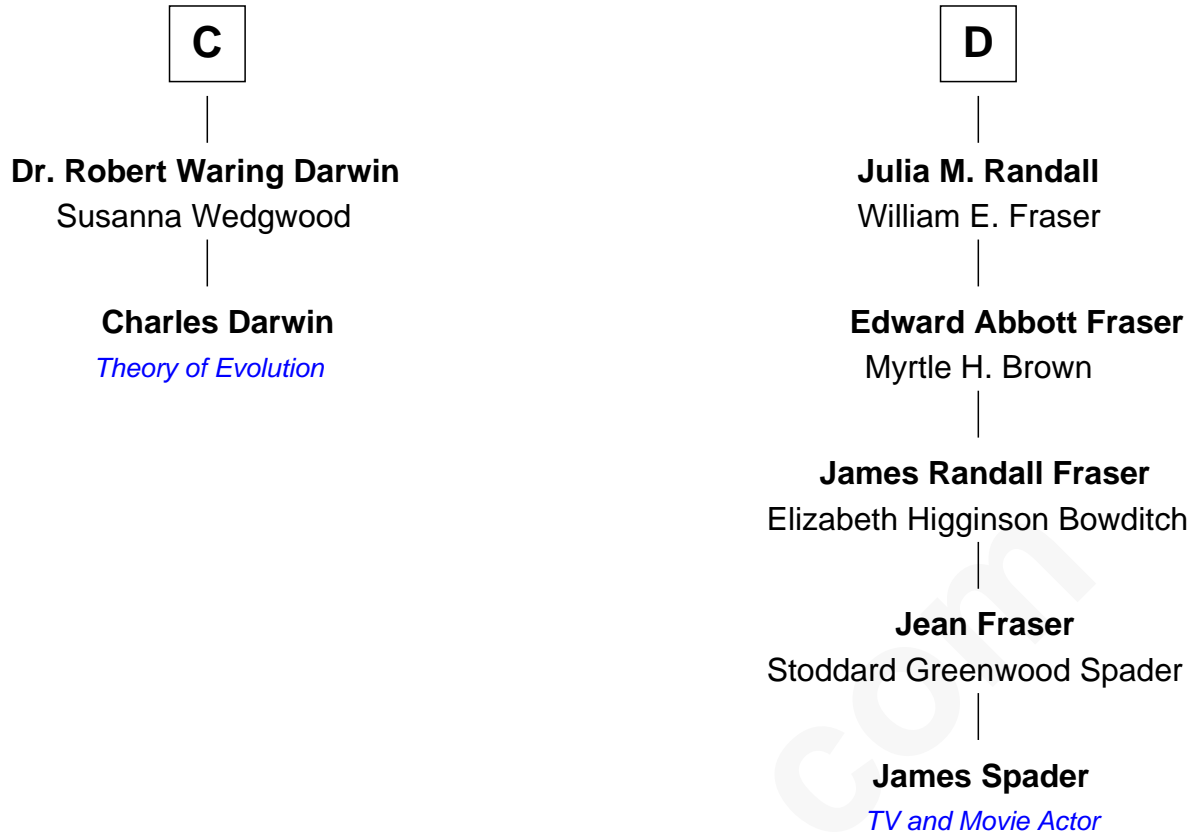 C
Dr. Robert Waring Darwin
Susanna Wedgwood
Charles Darwin
Theory of Evolution
D
Julia M. Randall
William E. Fraser
Edward Abbott Fraser
Myrtle H. Brown
James Randall Fraser
Elizabeth Higginson Bowditch
Jean Fraser
Stoddard Greenwood Spader
James Spader
TV and Movie Actor
com